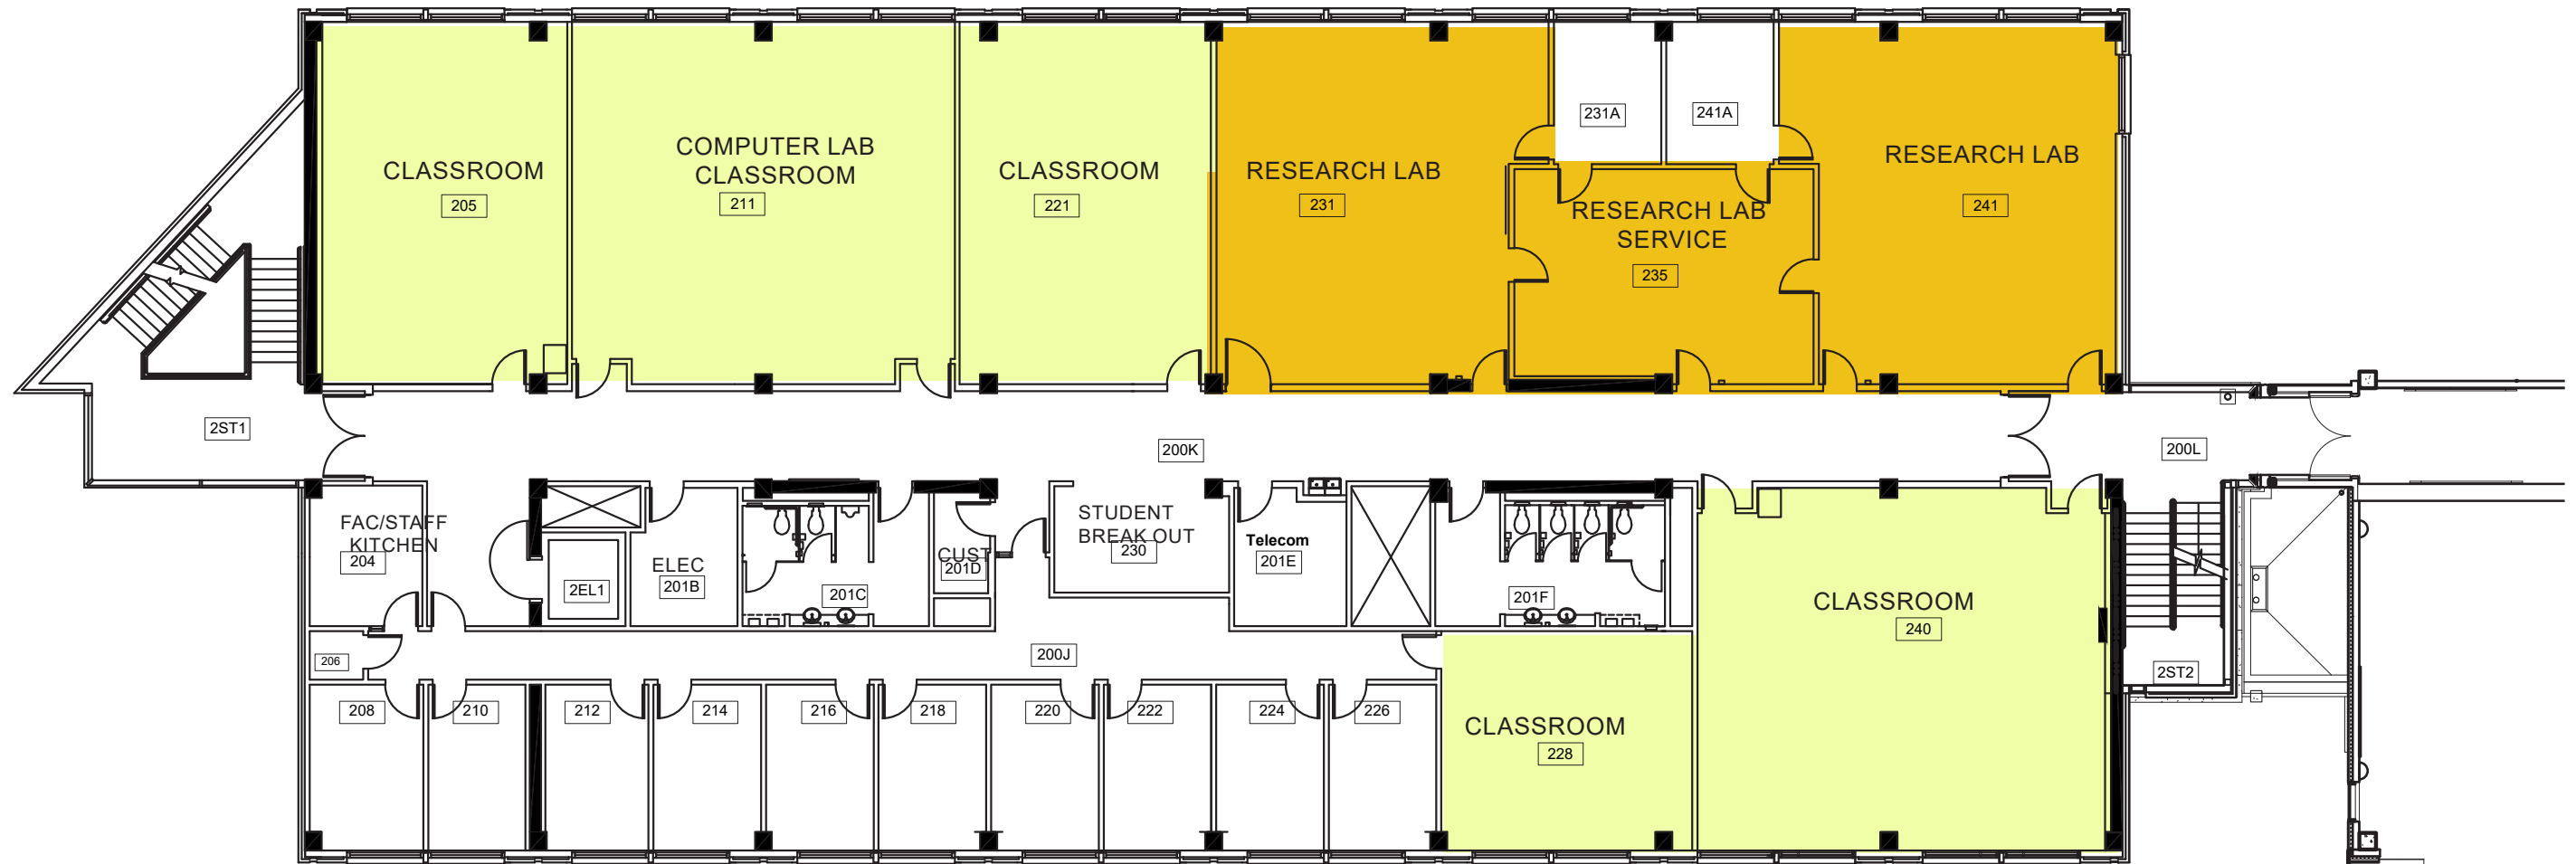 CLASSROOM
205
COMPUTER LAB
CLASSROOM
211
CLASSROOM
221
RESEARCH LAB
231
231A
241A
RESEARCH LAB
SERVICE
235
RESEARCH LAB
241
2ST1
200K
200L
FAC/STAFF
KITCHEN
204
2EL1
ELEC
201B
201C
CUST
201D
STUDENT
BREAK OUT
230
Telecom
201E
201F
CLASSROOM
240
2ST2
206
200J
208
210
212
214
216
218
220
222
224
226
CLASSROOM
228